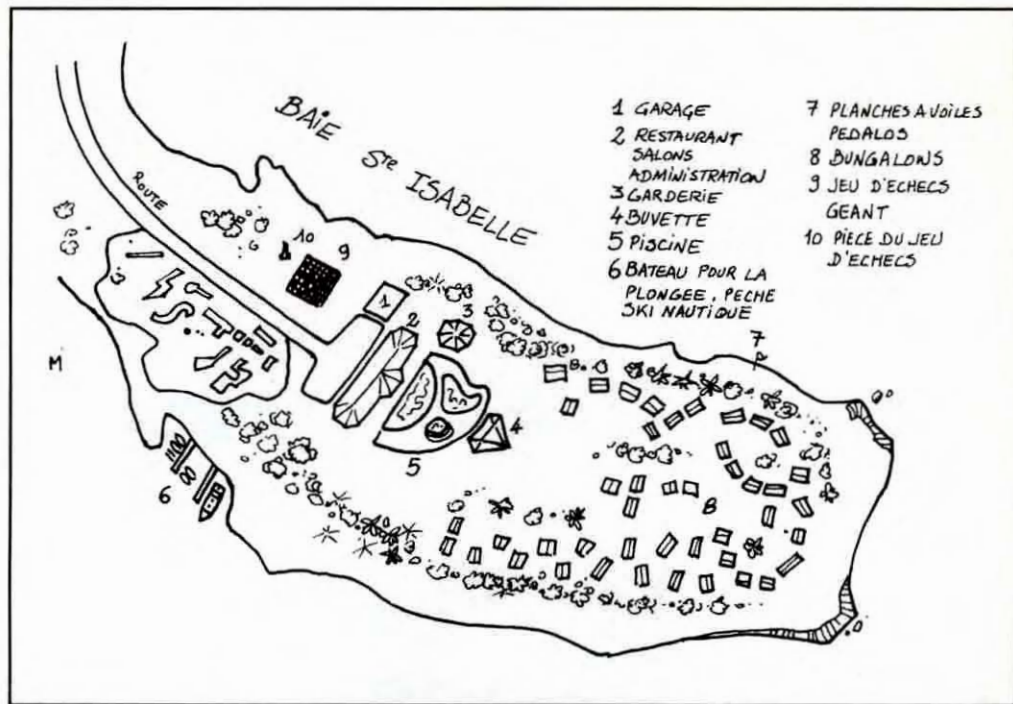 BAIE Ste ISABELLE
ROUTE
1 GARAGE
2 RESTAURANT
SALONS
ADMINISTRATION
3 GARDERIE
4 BUVETTE
5 PISCINE
6 BATEAU POUR LA
PLONGEE, PECHE
SKI NAUTIQUE
7 PLANCHES A VOILES
PEDALOS
8 BUNGALOWS
9 JEU D'ECHECS
GEANT
10 PIECE DU JEU
D'ECHECS
10
9
1
2
3
7
4
5
M
6
8